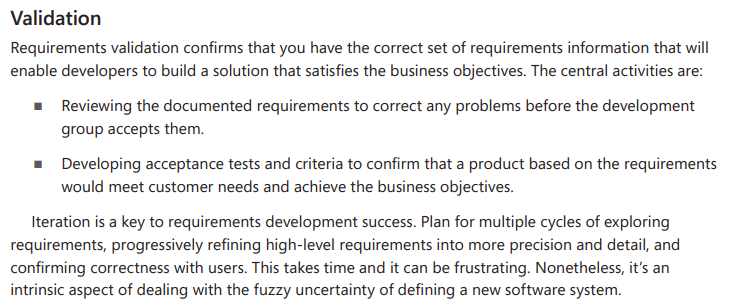 Validation
Requirements validation confirms that you have the correct set of requirements information that will
enable developers to build a solution that satisfies the business objectives. The central activities are:
■ Reviewing the documented requirements to correct any problems before the development
group accepts them.
■ Developing acceptance tests and criteria to confirm that a product based on the requirements
would meet customer needs and achieve the business objectives.
Iteration is a key to requirements development success. Plan for multiple cycles of exploring
requirements, progressively refining high-level requirements into more precision and detail, and
confirming correctness with users. This takes time and it can be frustrating. Nonetheless, it’s an
intrinsic aspect of dealing with the fuzzy uncertainty of defining a new software system.